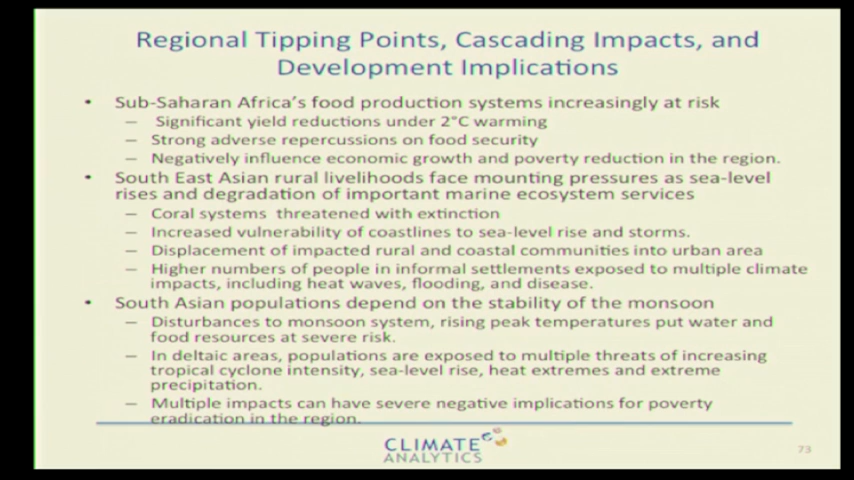 Regional Tipping Points, Cascading Impacts, and
Development Implications
• Sub-Saharan Africa's food production systems increasingly at risk
– Significant yield reductions under 2°C warming
– Strong adverse repercussions on food security
– Negatively influence economic growth and poverty reduction in the region.
• South East Asian rural livelihoods face mounting pressures as sea-level
rises and degradation of important marine ecosystem services
– Coral systems threatened with extinction
– Increased vulnerability of coastlines to sea-level rise and storms.
– Displacement of impacted rural and coastal communities into urban area
– Higher numbers of people in informal settlements exposed to multiple climate
impacts, including heat waves, flooding, and disease.
• South Asian populations depend on the stability of the monsoon
– Disturbances to monsoon system, rising peak temperatures put water and
food resources at severe risk.
– In deltaic areas, populations are exposed to multiple threats of increasing
tropical cyclone intensity, sea-level rise, heat extremes and extreme
precipitation.
– Multiple impacts can have severe negative implications for poverty
eradication in the region.
CLIMATE
ANALYTICS
73